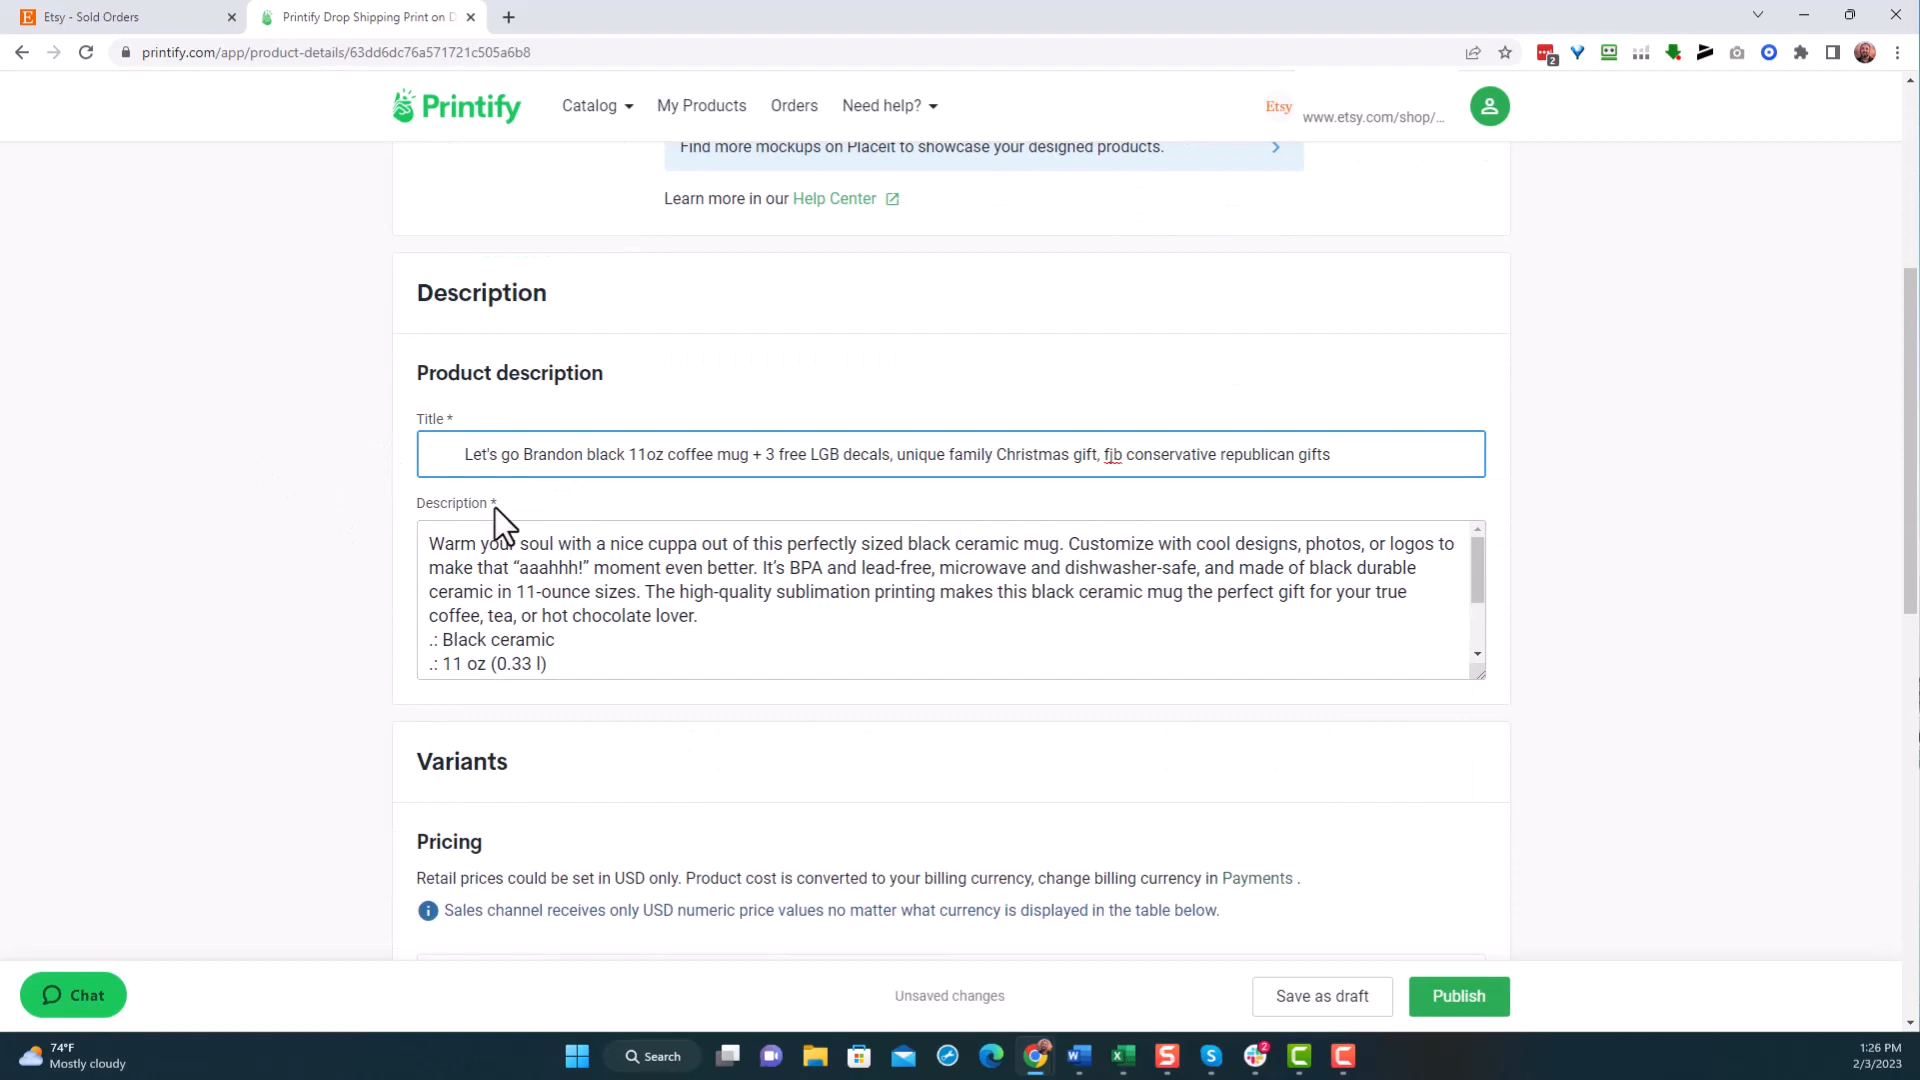 Etsy - Sold Orders
Printify Drop Shipping Print on D
printify.com/app/product-details/63dd6dc76a571721c505a6b8
2
Printify
Catalog
My Products
Orders
Need help?
Etsy
www.etsy.com/shop/...
Find more mockups on Placeit to showcase your designed products.
Learn more in our Help Center
Description
Product description
Title *
Let's go Brandon black 11oz coffee mug + 3 free LGB decals, unique family Christmas gift, fjb conservative republican gifts
Description *
Warm your soul with a nice cuppa out of this perfectly sized black ceramic mug. Customize with cool designs, photos, or logos to
make that “aaahhh!” moment even better. It’s BPA and lead-free, microwave and dishwasher-safe, and made of black durable
ceramic in 11-ounce sizes. The high-quality sublimation printing makes this black ceramic mug the perfect gift for your true
coffee, tea, or hot chocolate lover.
.: Black ceramic
.: 11 oz (0.33 l)
Variants
Pricing
Retail prices could be set in USD only. Product cost is converted to your billing currency, change billing currency in Payments .
Sales channel receives only USD numeric price values no matter what currency is displayed in the table below.
Chat
Unsaved changes
Save as draft
Publish
74°F
Mostly cloudy
Search
2
1:26 PM
2/3/2023